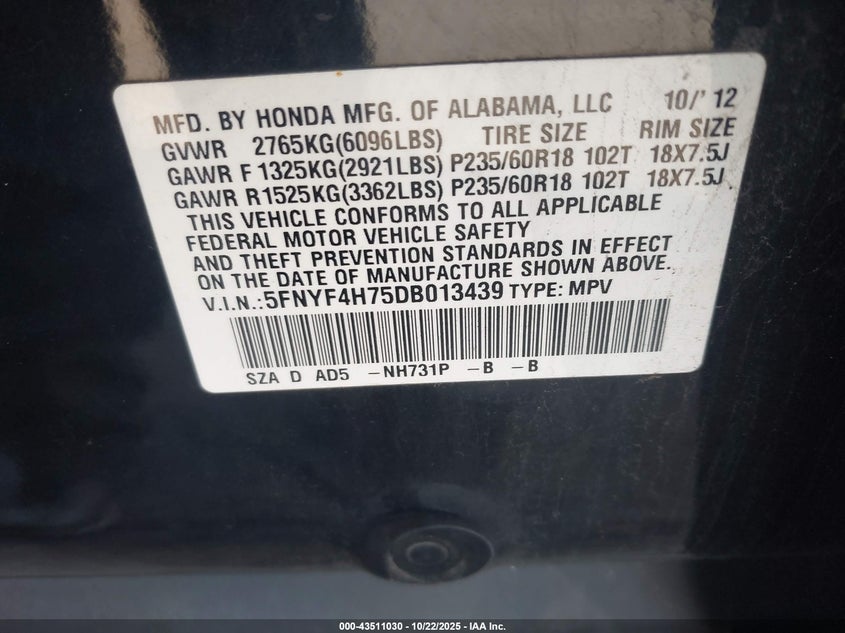 MFD. BY HONDA MFG. OF ALABAMA, LLC 10/'12
GVWR 2765KG(6096LBS) TIRE SIZE RIM SIZE
GAWR F 1325KG(2921LBS) P235/60R18 102T 18X7.5J
GAWR R1525KG(3362LBS) P235/60R18 102T 18X7.5J
THIS VEHICLE CONFORMS TO ALL APPLICABLE
FEDERAL MOTOR VEHICLE SAFETY
AND THEFT PREVENTION STANDARDS IN EFFECT
ON THE DATE OF MANUFACTURE SHOWN ABOVE.
V.I.N.:5FNYF4H75DB013439 TYPE: MPV
SZA D AD5 -NH731P -B -B
000-43511030 - 10/22/2025 - IAA Inc.